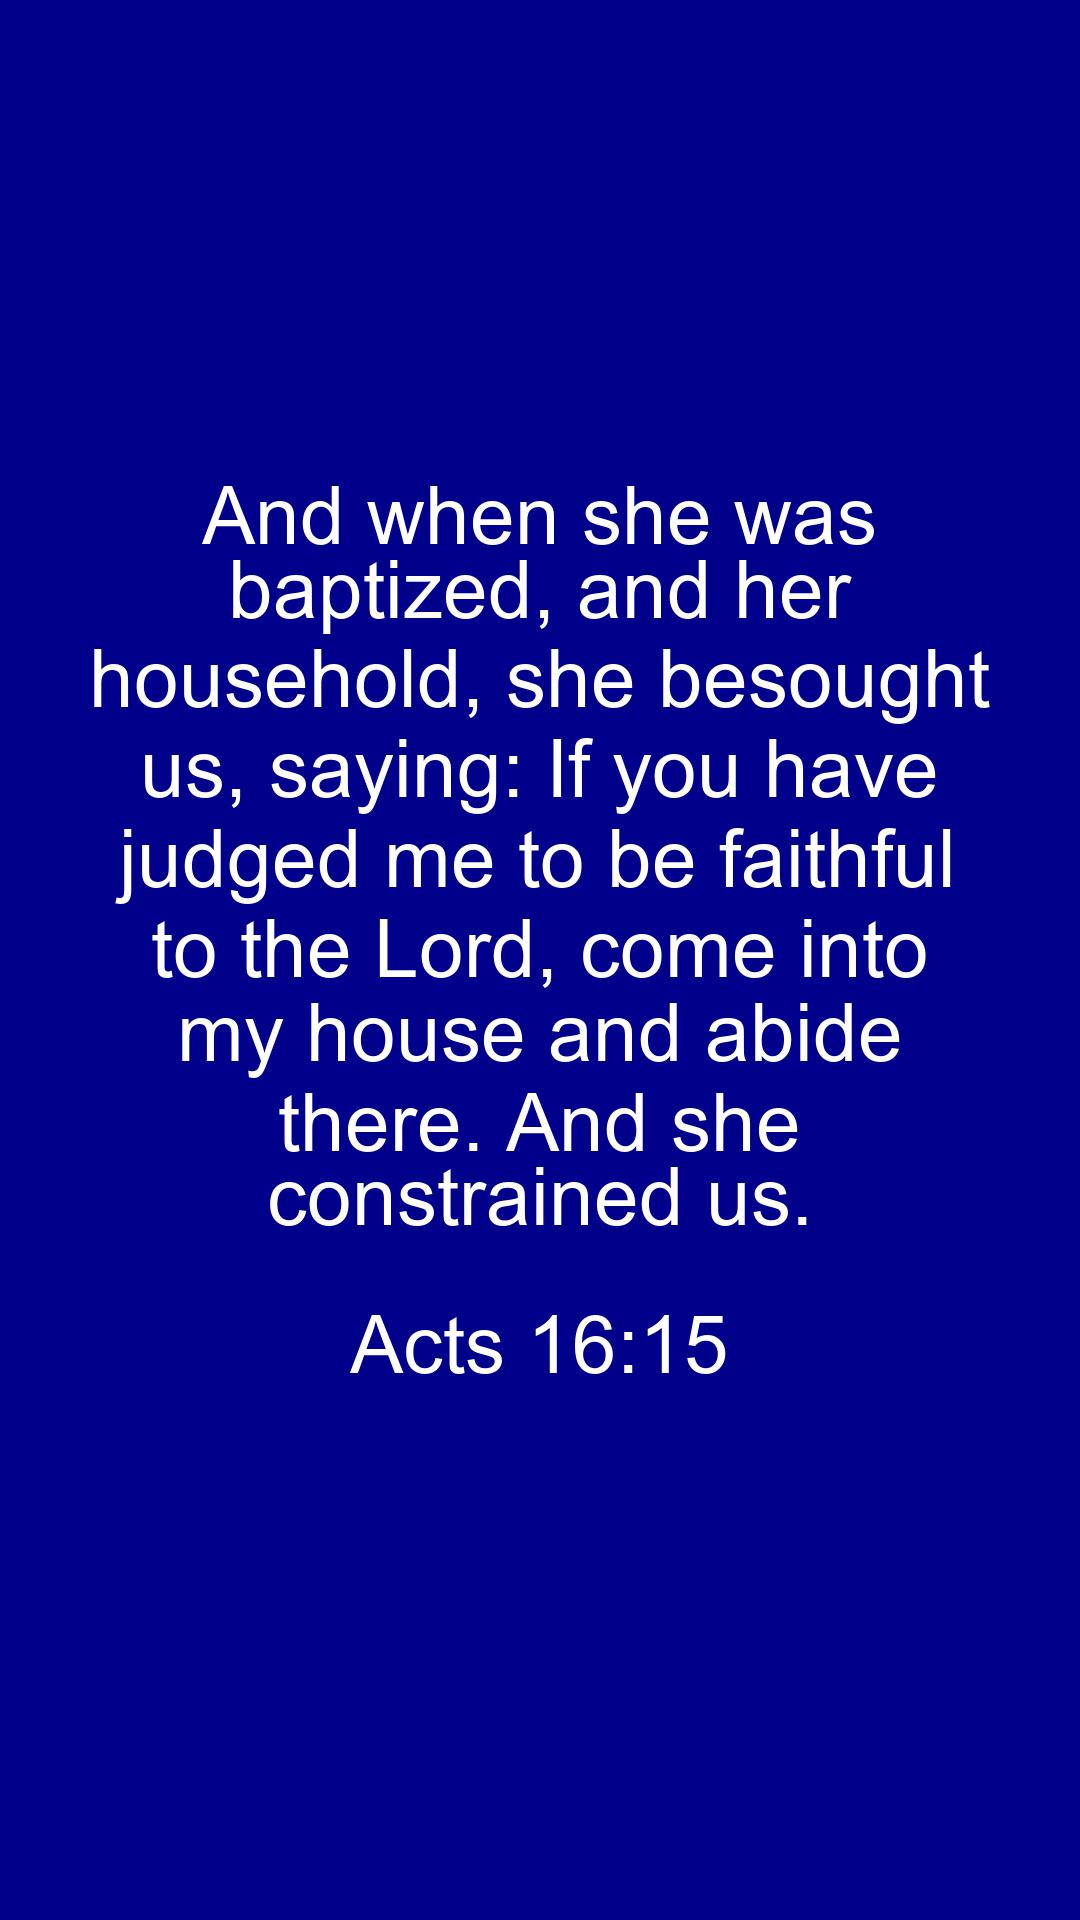 And when she was
baptized, and her
household, she besought
us, saying: If you have
judged me to be faithful
to the Lord, come into
my house and abide
there. And she
constrained us.
Acts 16:15